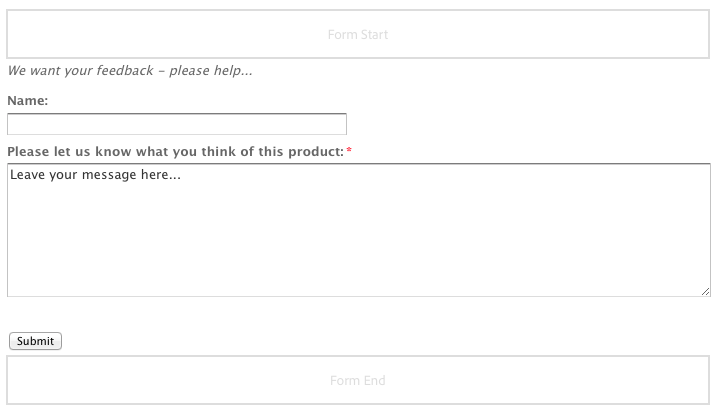 Form Start
We want your feedback – please help...
Name:
Please let us know what you think of this product:*
Leave your message here...
Submit
Form End